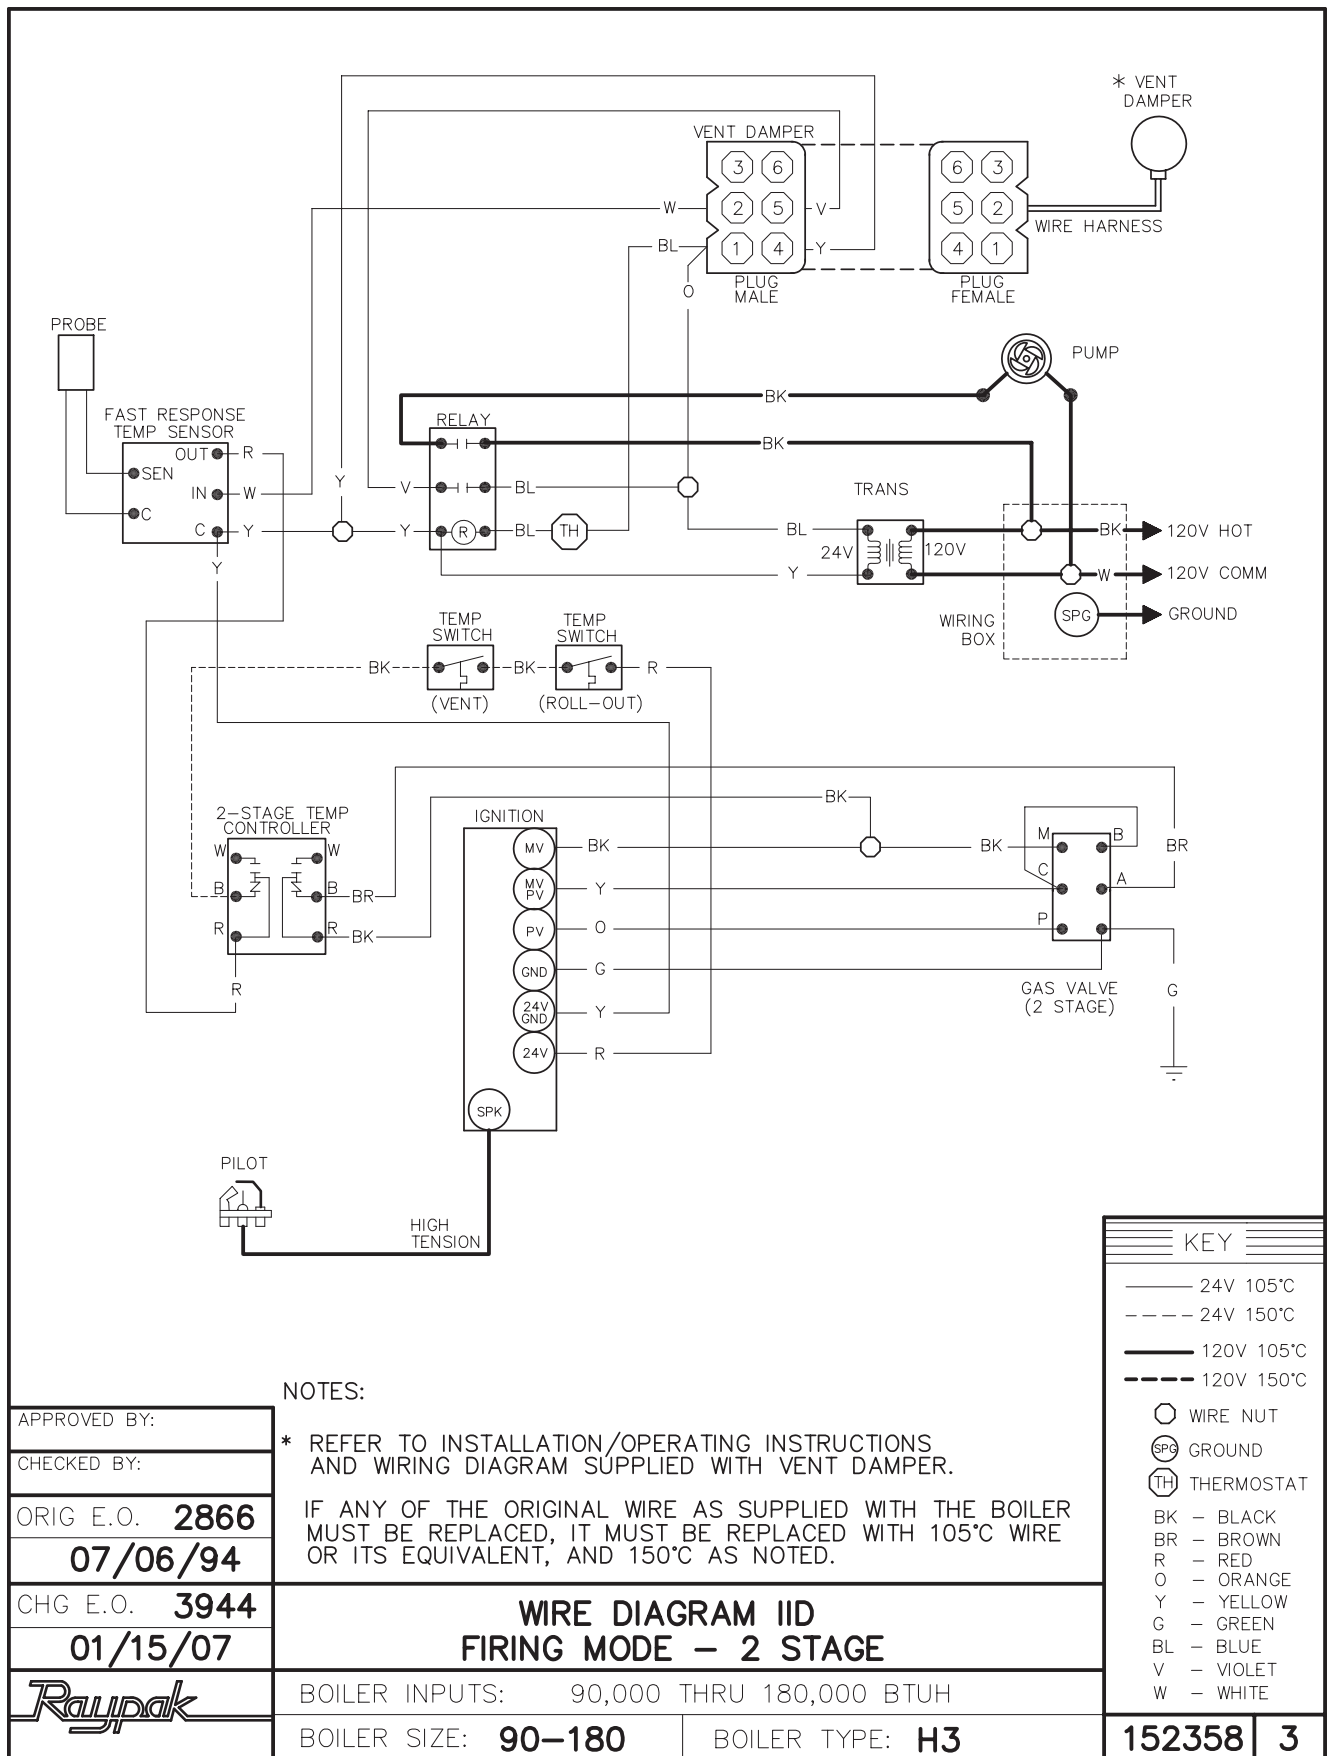 * VENT
DAMPER
VENT DAMPER
3 6
6 3
W
2 5
V
5 2
WIRE HARNESS
BL
1 4
Y
4 1
O
PLUG
MALE
PLUG
FEMALE
PROBE
PUMP
BK
FAST RESPONSE
TEMP SENSOR
RELAY
OUT
R
BK
SEN
IN
W
Y
V
BL
TRANS
C
C
Y
Y
R
BL
TH
BL
24V
120V
BK
120V HOT
Y
Y
W
120V COMM
WIRING
BOX
SPG
GROUND
TEMP
SWITCH
TEMP
SWITCH
BK
BK
R
(VENT)
(ROLL-OUT)
2-STAGE TEMP
CONTROLLER
IGNITION
BK
W
W
MV
BK
BK
M
B
BR
B
B
BR
MV
PV
Y
C
A
R
R
BK
PV
O
P
R
GND
G
GAS VALVE
(2 STAGE)
G
24V
GND
Y
24V
R
SPK
PILOT
HIGH
TENSION
KEY
24V 105°C
24V 150°C
120V 105°C
120V 150°C
WIRE NUT
SPG GROUND
TH THERMOSTAT
BK - BLACK
BR - BROWN
R - RED
O - ORANGE
Y - YELLOW
G - GREEN
BL - BLUE
V - VIOLET
W - WHITE
NOTES:
* REFER TO INSTALLATION/OPERATING INSTRUCTIONS
AND WIRING DIAGRAM SUPPLIED WITH VENT DAMPER.
IF ANY OF THE ORIGINAL WIRE AS SUPPLIED WITH THE BOILER
MUST BE REPLACED, IT MUST BE REPLACED WITH 105°C WIRE
OR ITS EQUIVALENT, AND 150°C AS NOTED.
APPROVED BY:
CHECKED BY:
ORIG E.O. 2866
07/06/94
CHG E.O. 3944
01/15/07
WIRE DIAGRAM IID
FIRING MODE - 2 STAGE
Raypak
BOILER INPUTS: 90,000 THRU 180,000 BTUH
BOILER SIZE: 90-180
BOILER TYPE: H3
152358 3